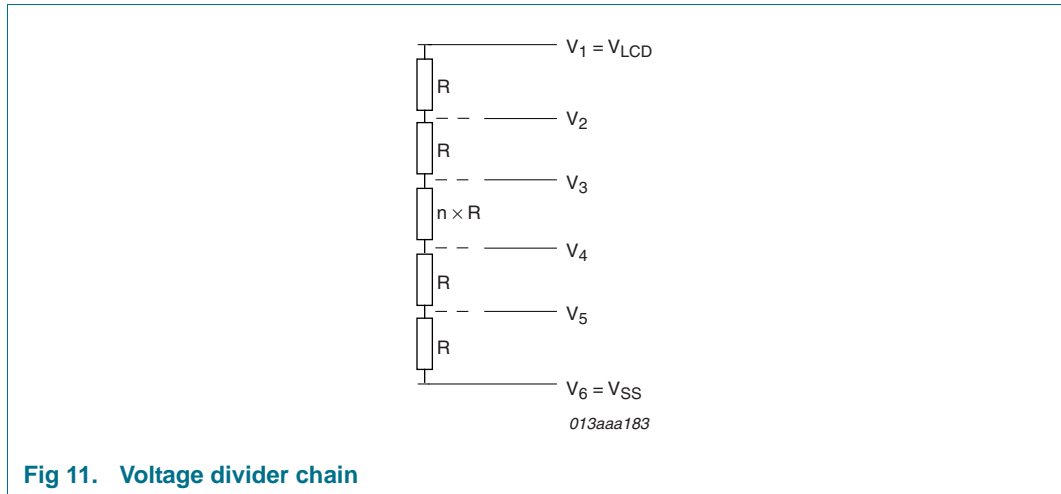 V1 = VLCD
R
V2
R
V3
n × R
V4
R
V5
R
V6 = VSS
013aaa183
Fig 11. Voltage divider chain